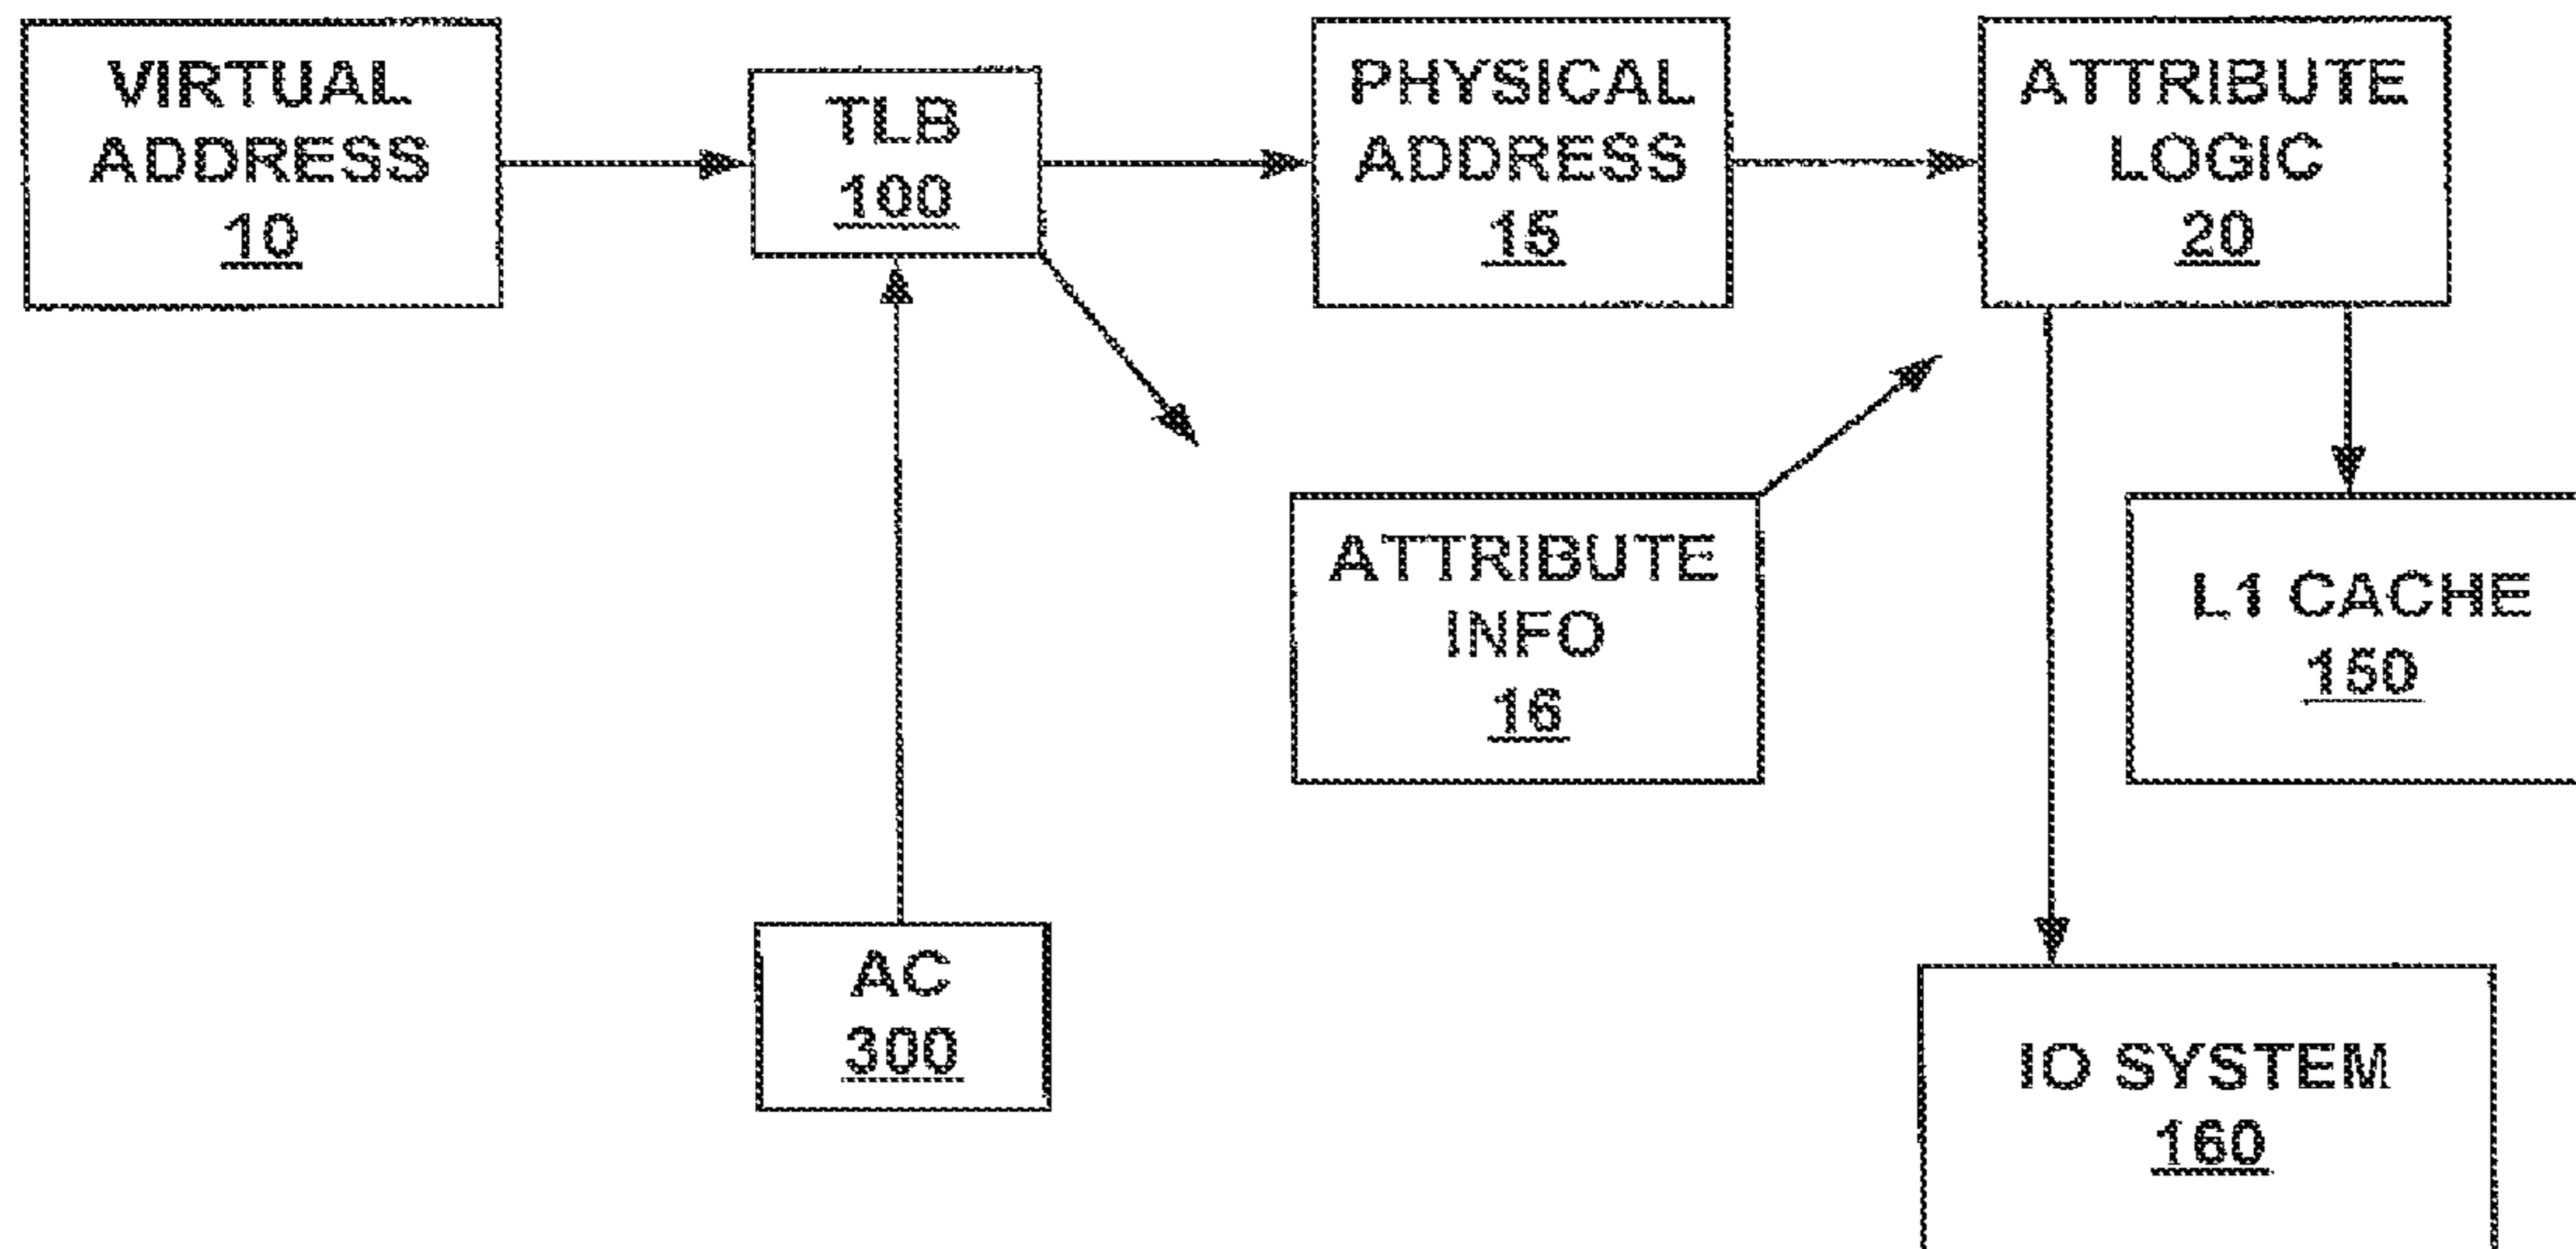 VIRTUAL
ADDRESS
10
TLB
100
PHYSICAL
ADDRESS
15
ATTRIBUTE
LOGIC
20
ATTRIBUTE
INFO
16
L1 CACHE
150
AC
300
IO SYSTEM
160